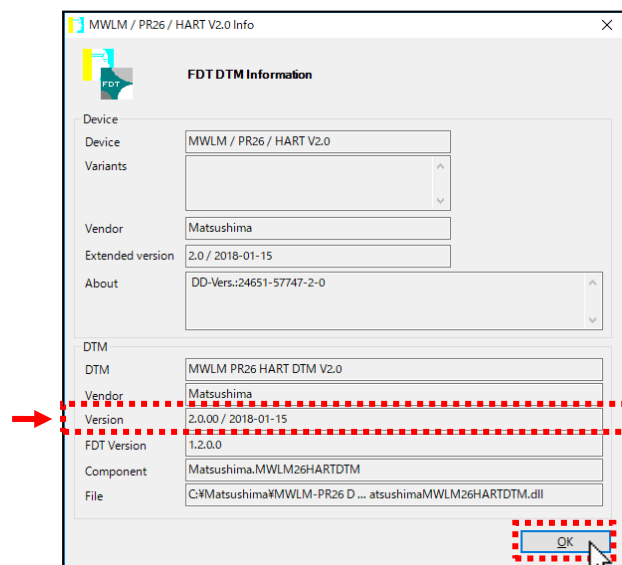 MWLM / PR26 / HART V2.0 Info
FDT
FDT DTM Information
Device
Device MWLM / PR26 / HART V2.0
Variants
Vendor Matsushima
Extended version 2.0 / 2018-01-15
About DD-Vers.:24651-57747-2-0
DTM
DTM MWLM PR26 HART DTM V2.0
Vendor Matsushima
Version 2.0.00 / 2018-01-15
FDT Version 1.2.0.0
Component Matsushima.MWLM26HARTDTM
File C:¥Matsushima¥MWLM-PR26 D ... atsushimaMWLM26HARTDTM.dll
OK